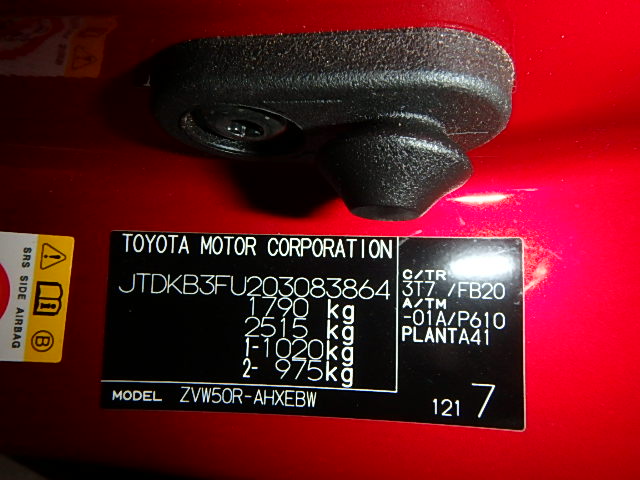 TOYOTA MOTOR CORPORATION
JTDKB3FU203083864
1790 kg
2515 kg
1-1020kg
2- 975kg
MODEL ZVW50R-AHXEBW
C/TR
3T7 /FB20
A/TM
-01A/P610
PLANTA41
121 7
SRS SIDE AIRBAG
B